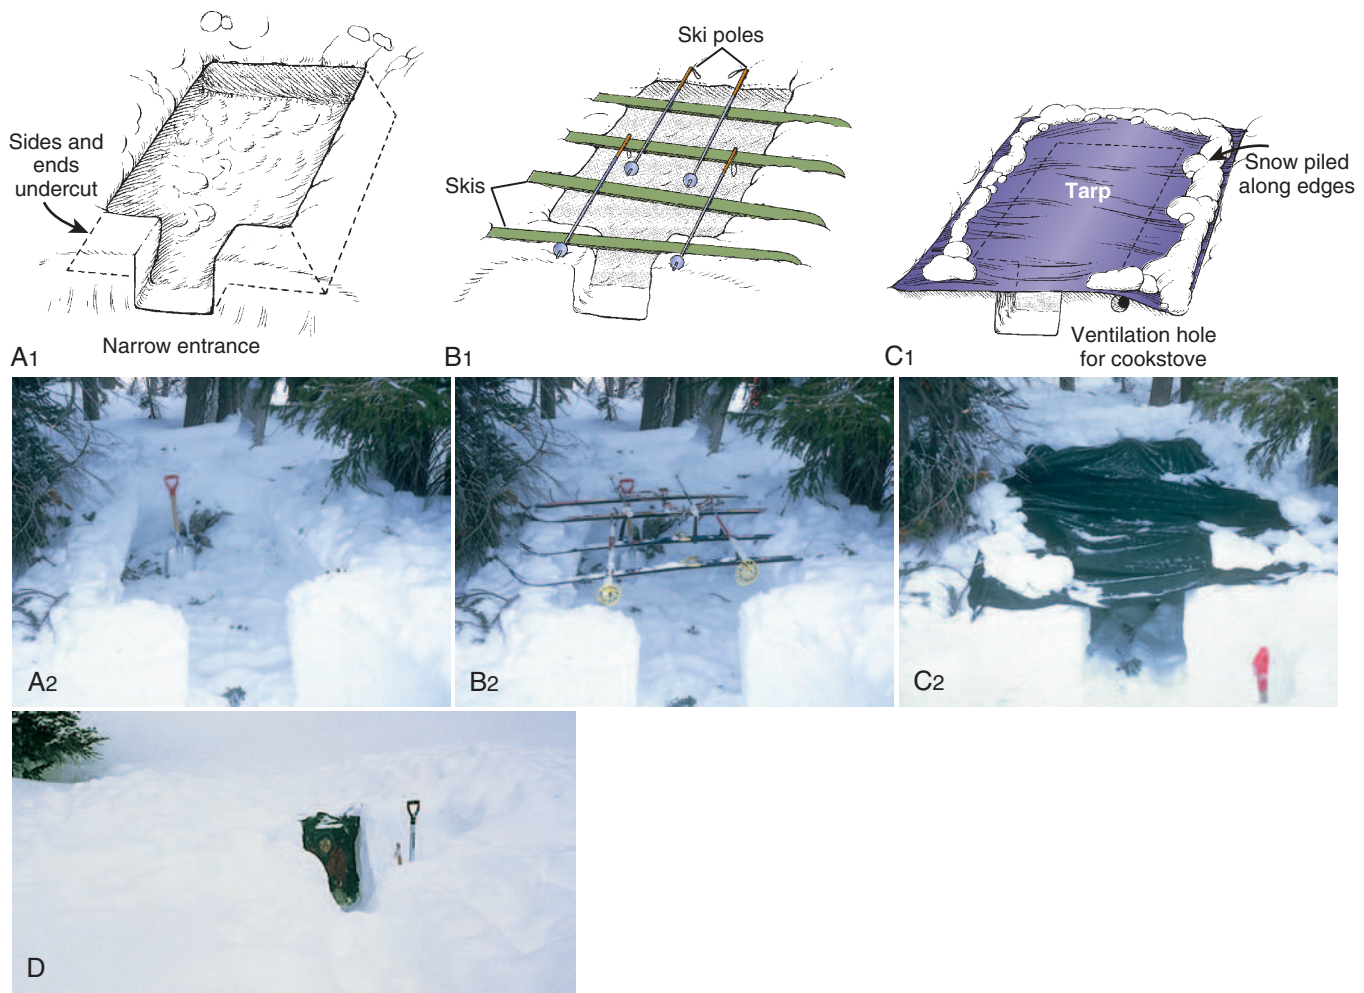 Ski poles
Sides and
ends
undercut
Skis
Tarp
Snow piled
along edges
Narrow entrance
Ventilation hole
for cookstove
A1
B1
C1
A2
B2
C2
D